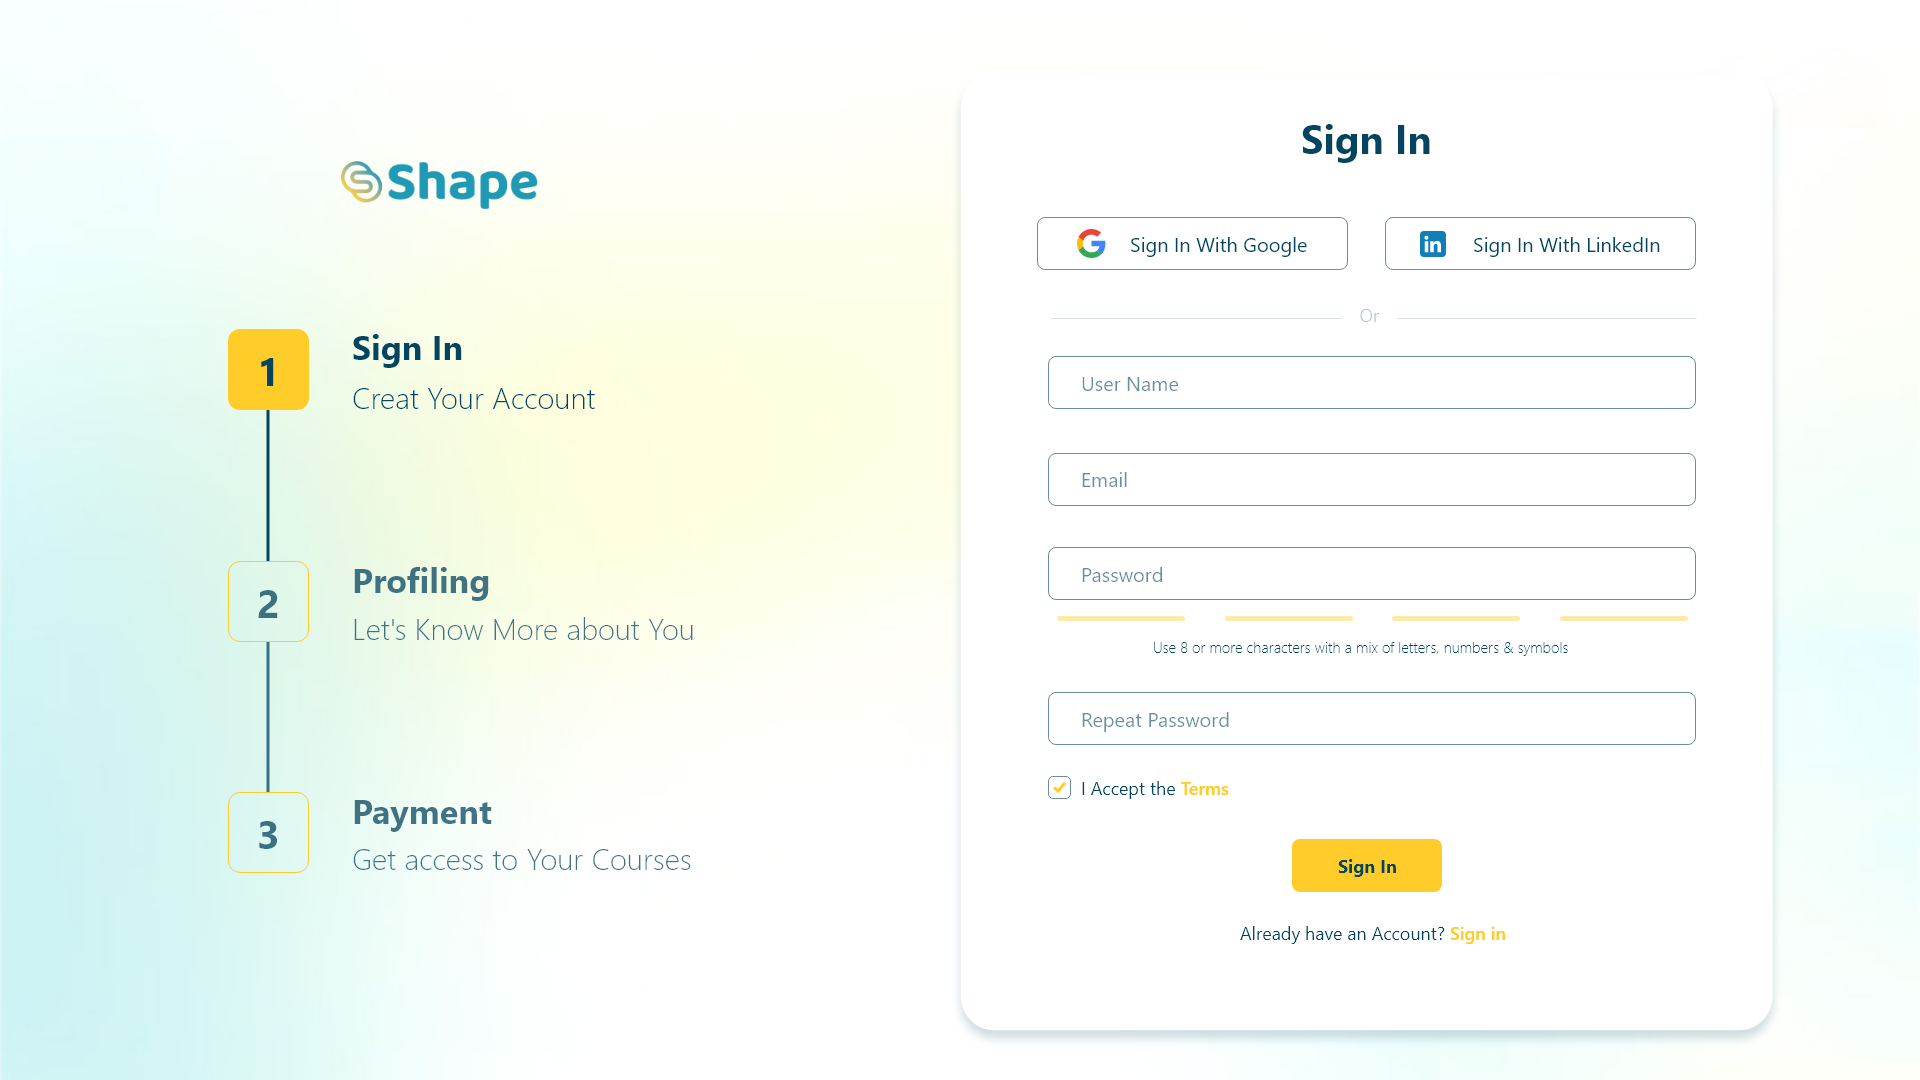 Shape
1
Sign In
Creat Your Account
2
Profiling
Let's Know More about You
3
Payment
Get access to Your Courses
Sign In
Sign In With Google
in Sign In With LinkedIn
Or
User Name
Email
Password
Use 8 or more characters with a mix of letters, numbers & symbols
Repeat Password
I Accept the Terms
Sign In
Already have an Account? Sign in